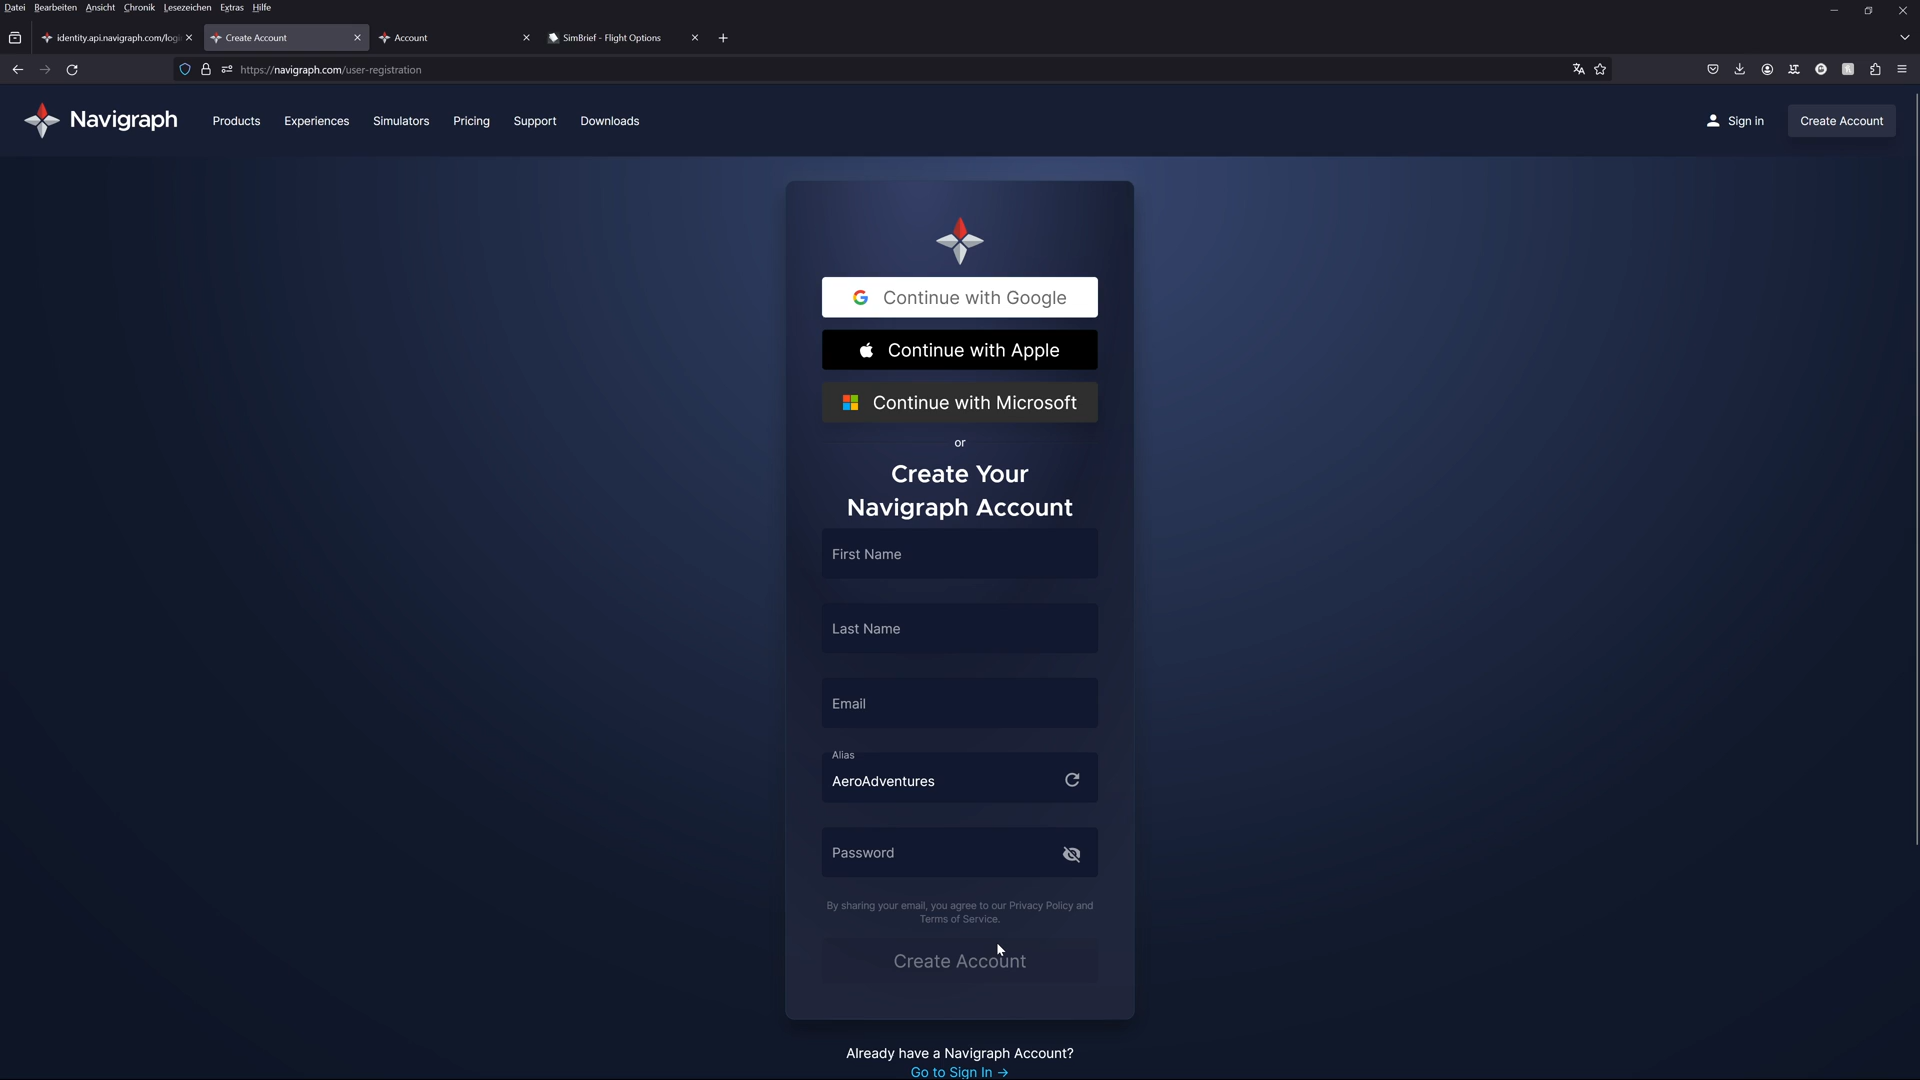 Datei Bearbeiten Ansicht Chronik Lesezeichen Extras Hilfe
identity.api.navigraph.com/logi Create Account Account SimBrief - Flight Options
https://navigraph.com/user-registration
Navigraph Products Experiences Simulators Pricing Support Downloads Sign in Create Account
Continue with Google
Continue with Apple
Continue with Microsoft
or
Create Your
Navigraph Account
First Name
Last Name
Email
Alias
AeroAdventures
Password
By sharing your email, you agree to our Privacy Policy and
Terms of Service.
Create Account
Already have a Navigraph Account?
Go to Sign In →